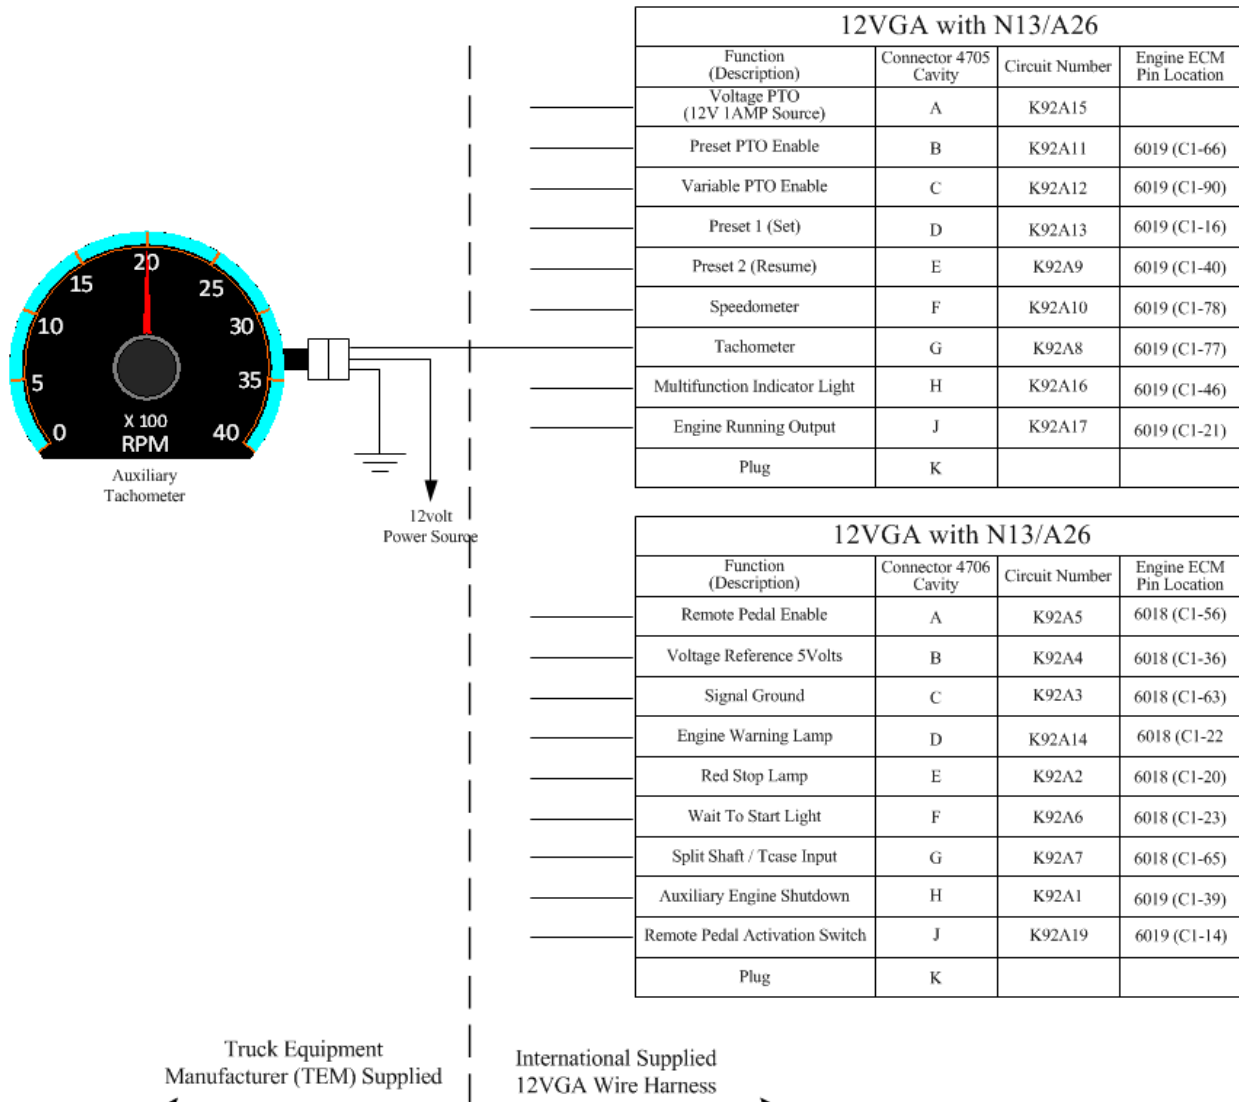 12VGA with N13/A26
Function Connector 4705 Circuit Number Engine ECM
(Description) Cavity Pin Location
Voltage PTO
(12V 1AMP Source) A K92A15
Preset PTO Enable B K92A11 6019 (C1-66)
Variable PTO Enable C K92A12 6019 (C1-90)
Preset 1 (Set) D K92A13 6019 (C1-16)
Preset 2 (Resume) E K92A9 6019 (C1-40)
Speedometer F K92A10 6019 (C1-78)
Tachometer G K92A8 6019 (C1-77)
Multifunction Indicator Light H K92A16 6019 (C1-46)
Engine Running Output J K92A17 6019 (C1-21)
Plug K
0
5
10
15
20
25
30
35
40
X 100
RPM
Auxiliary
Tachometer
12volt
Power Source
12VGA with N13/A26
Function Connector 4706 Circuit Number Engine ECM
(Description) Cavity Pin Location
Remote Pedal Enable A K92A5 6018 (C1-56)
Voltage Reference 5Volts B K92A4 6018 (C1-36)
Signal Ground C K92A3 6018 (C1-63)
Engine Warning Lamp D K92A14 6018 (C1-22
Red Stop Lamp E K92A2 6018 (C1-20)
Wait To Start Light F K92A6 6018 (C1-23)
Split Shaft / Tcase Input G K92A7 6018 (C1-65)
Auxiliary Engine Shutdown H K92A1 6019 (C1-39)
Remote Pedal Activation Switch J K92A19 6019 (C1-14)
Plug K
Truck Equipment
Manufacturer (TEM) Supplied
International Supplied
12VGA Wire Harness